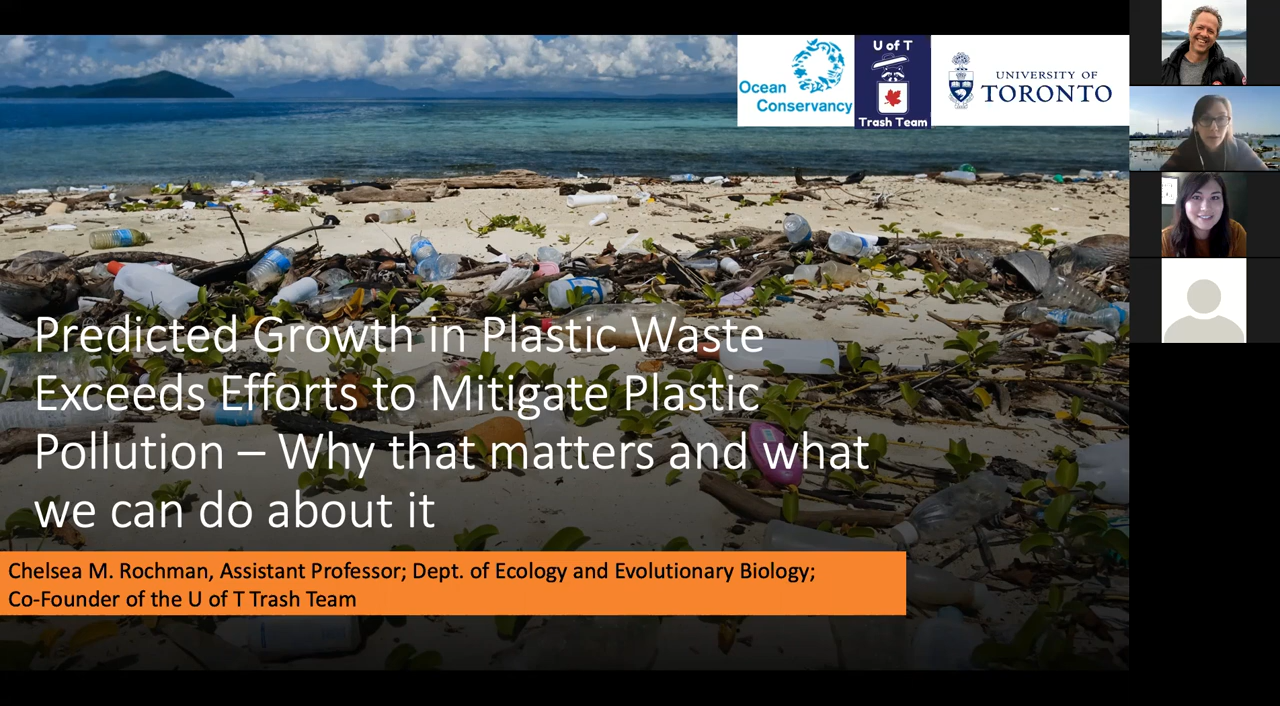 Ocean
Conservancy
U of T
Trash Team
UNIVERSITY OF
TORONTO
Predicted Growth in Plastic Waste
Exceeds Efforts to Mitigate Plastic
Pollution – Why that matters and what
we can do about it
Chelsea M. Rochman, Assistant Professor; Dept. of Ecology and Evolutionary Biology;
Co-Founder of the U of T Trash Team